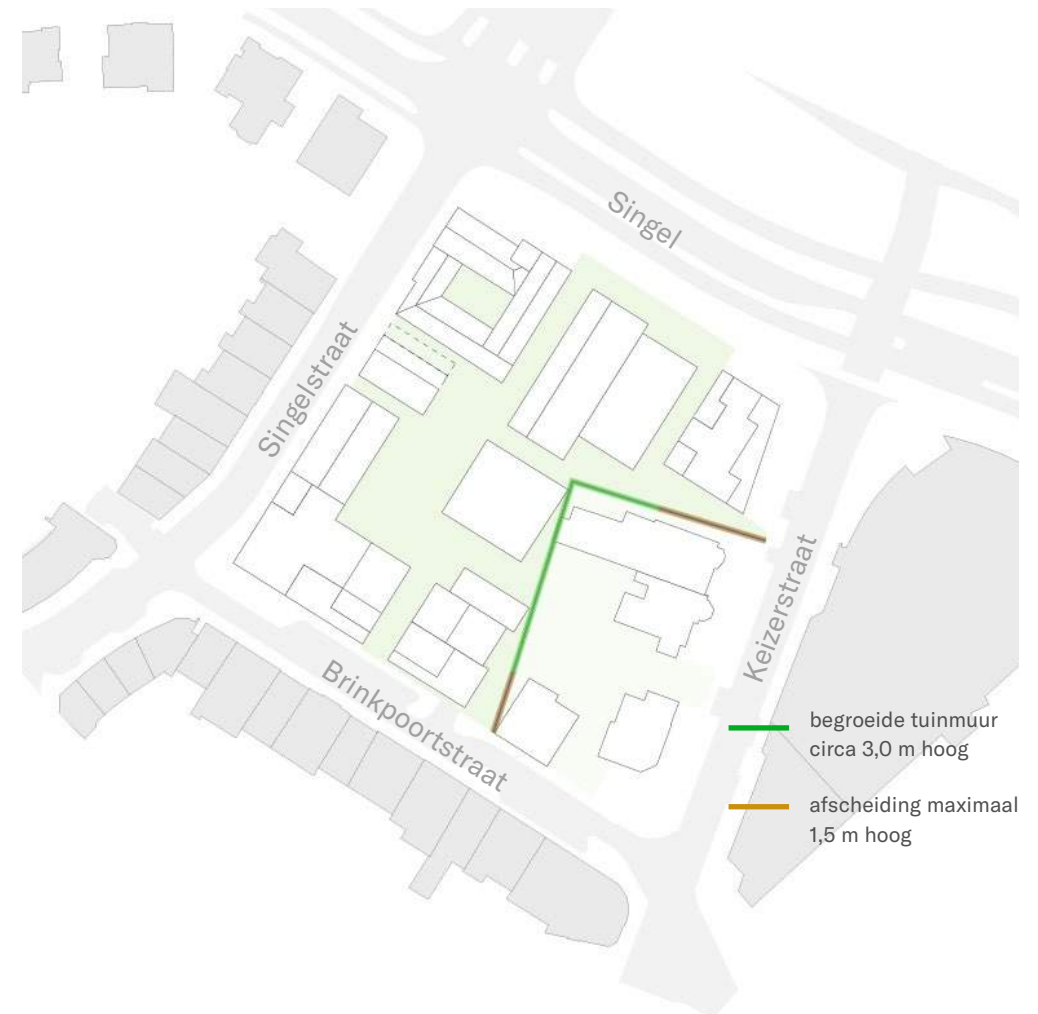 Singel
Singelstraat
Keizerstraat
Brinkpoortstraat
begroeide tuinmuur
circa 3,0 m hoog
afscheiding maximaal
1,5 m hoog